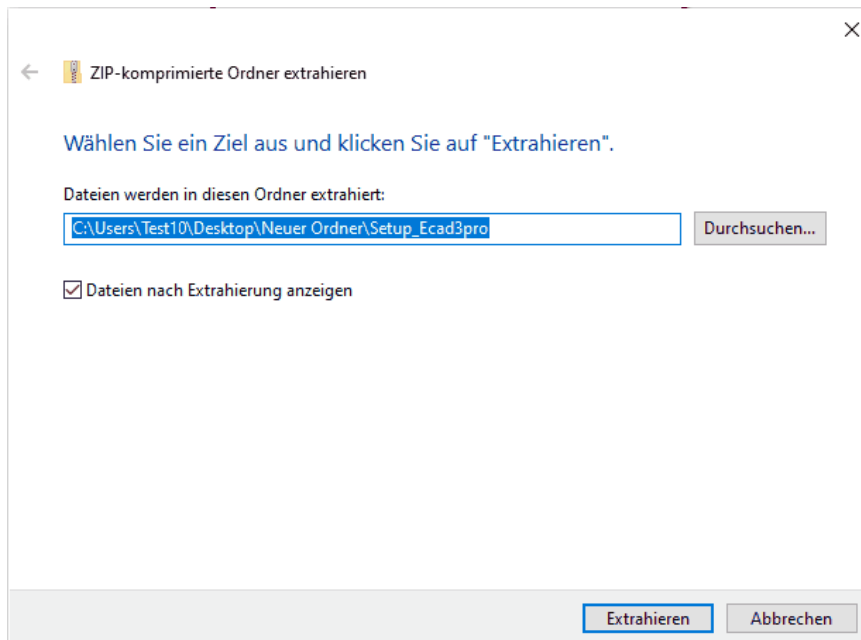 ZIP-komprimierte Ordner extrahieren
Wählen Sie ein Ziel aus und klicken Sie auf "Extrahieren".
Dateien werden in diesen Ordner extrahiert:
C:\Users\Test10\Desktop\Neuer Ordner\Setup_Ecad3pro
Durchsuchen...
Dateien nach Extrahierung anzeigen
Extrahieren
Abbrechen